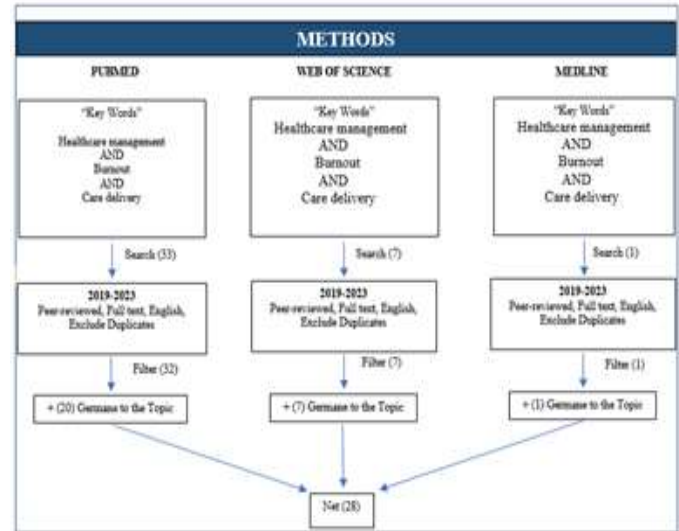 METHODS
PUBMED
"Key Words"
Healthcare management
AND
Burnout
AND
Care delivery
Search (33)
2019-2023
Peer-reviewed, Full text, English,
Exclude Duplicates
Filter (32)
+ (20) Germane to the Topic
WEB OF SCIENCE
"Key Words"
Healthcare management
AND
Burnout
AND
Care delivery
Search (7)
2019-2023
Peer-reviewed, Full text, English,
Exclude Duplicates
Filter (7)
+ (7) Germane to the Topic
MEDLINE
"Key Words"
Healthcare management
AND
Burnout
AND
Care delivery
Search (1)
2019-2023
Peer-reviewed, Full text, English,
Exclude Duplicates
Filter (1)
+ (1) Germane to the Topic
Net (28)